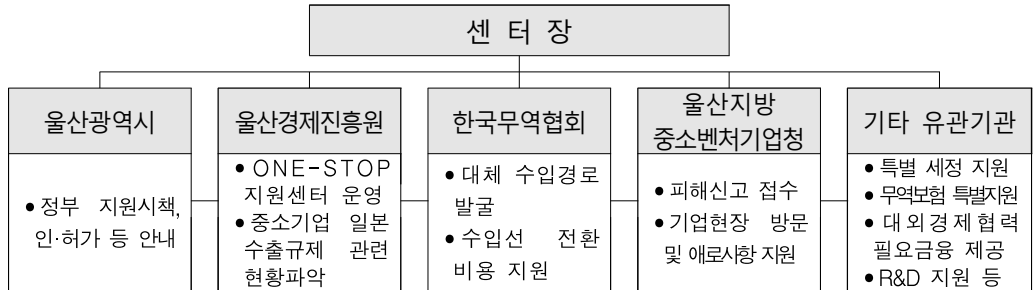 센 터 장
울산광역시
• 정부 지원시책,
인·허가 등 안내
울산경제진흥원
• ONE-STOP
지원센터 운영
• 중소기업 일본
수출규제 관련
현황파악
한국무역협회
• 대체 수입경로
발굴
• 수입선 전환
비용 지원
울산지방
중소벤처기업청
• 피해신고 접수
• 기업현장 방문
및 애로사항 지원
기타 유관기관
• 특별 세정 지원
• 무역보험 특별지원
• 대외경제협력
필요금융 제공
• R&D 지원 등